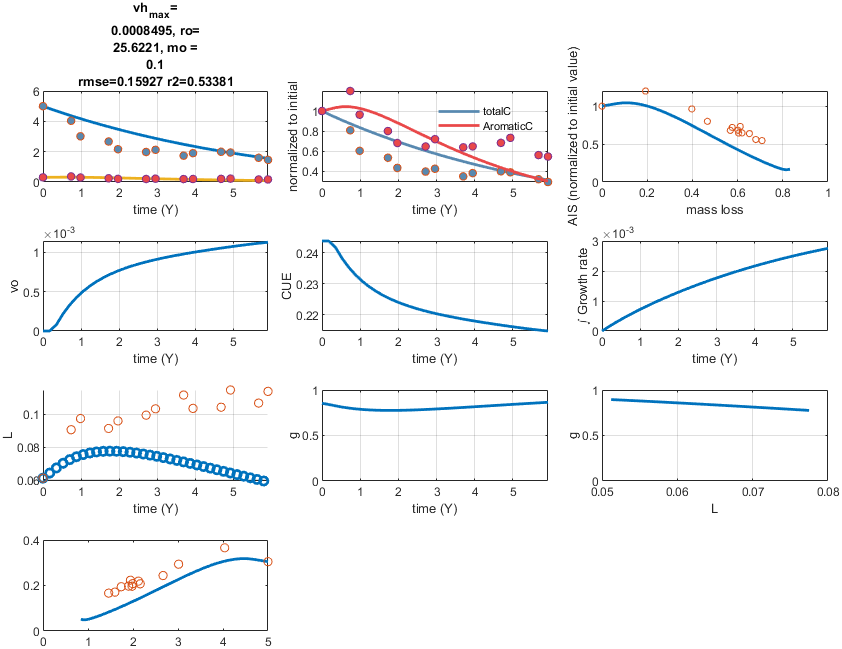 vh_max=
0.0008495, ro=
25.6221, mo =
0.1
rmse=0.15927 r2=0.53381
6
4
2
0
0 1 2 3 4 5
time (Y)
normalized to initial
1
0.8
0.6
0.4
totalC
AromaticC
0 1 2 3 4 5
time (Y)
AIS (normalized to initial value)
1
0.5
0
0 0.2 0.4 0.6 0.8 1
mass loss
×10^-3
vo
1
0.5
0
0 1 2 3 4 5
time (Y)
CUE
0.24
0.23
0.22
0 1 2 3 4 5
time (Y)
×10^-3
∫ Growth rate
3
2
1
0
0 1 2 3 4 5
time (Y)
L
0.1
0.08
0.06
0 1 2 3 4 5
time (Y)
g
1
0.5
0
0 1 2 3 4 5
time (Y)
g
1
0.5
0
0.05 0.06 0.07 0.08
L
0.4
0.2
0
0 1 2 3 4 5